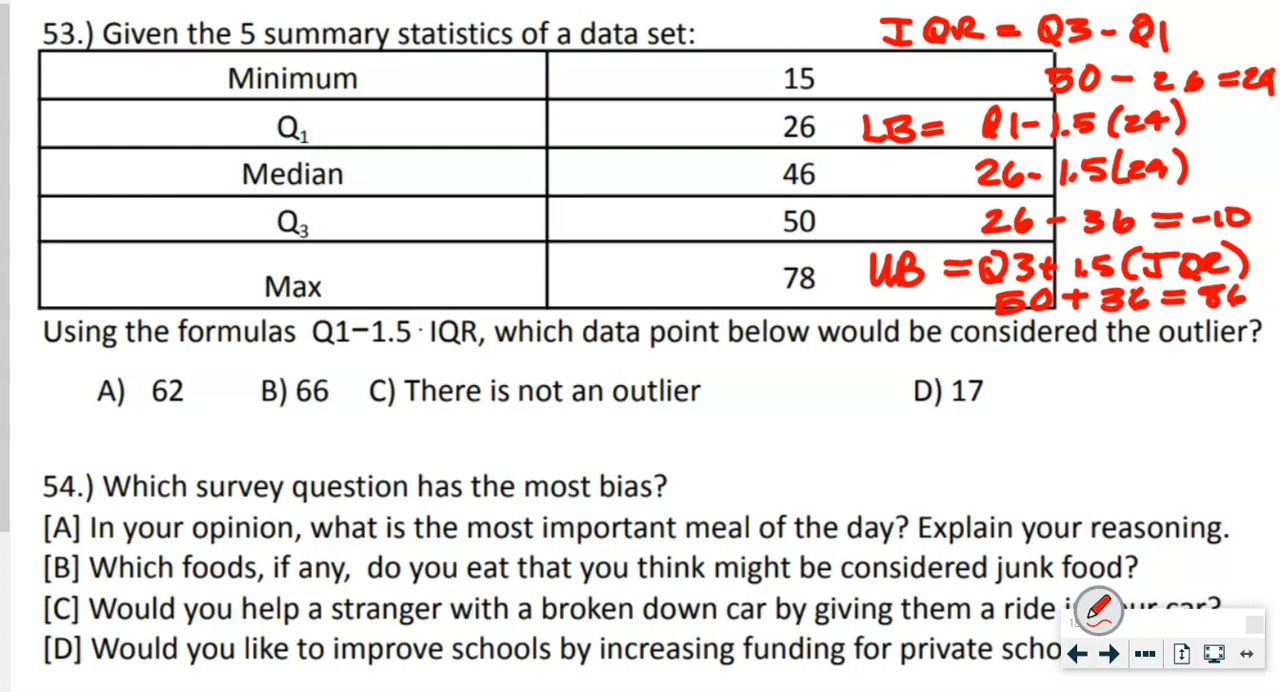 53.) Given the 5 summary statistics of a data set:
IQR = Q3 - Q1
Minimum 15
50 - 26 = 24
Q1 26
LB = Q1 - 1.5 (24)
Median 46
26 - 1.5 (24)
Q3 50
26 - 36 = -10
Max 78
UB = Q3 + 1.5 (IQR)
50 + 36 = 86
Using the formulas Q1−1.5 · IQR, which data point below would be considered the outlier?
A) 62 B) 66 C) There is not an outlier D) 17
54.) Which survey question has the most bias?
[A] In your opinion, what is the most important meal of the day? Explain your reasoning.
[B] Which foods, if any, do you eat that you think might be considered junk food?
[C] Would you help a stranger with a broken down car by giving them a ride car?
[D] Would you like to improve schools by increasing funding for private